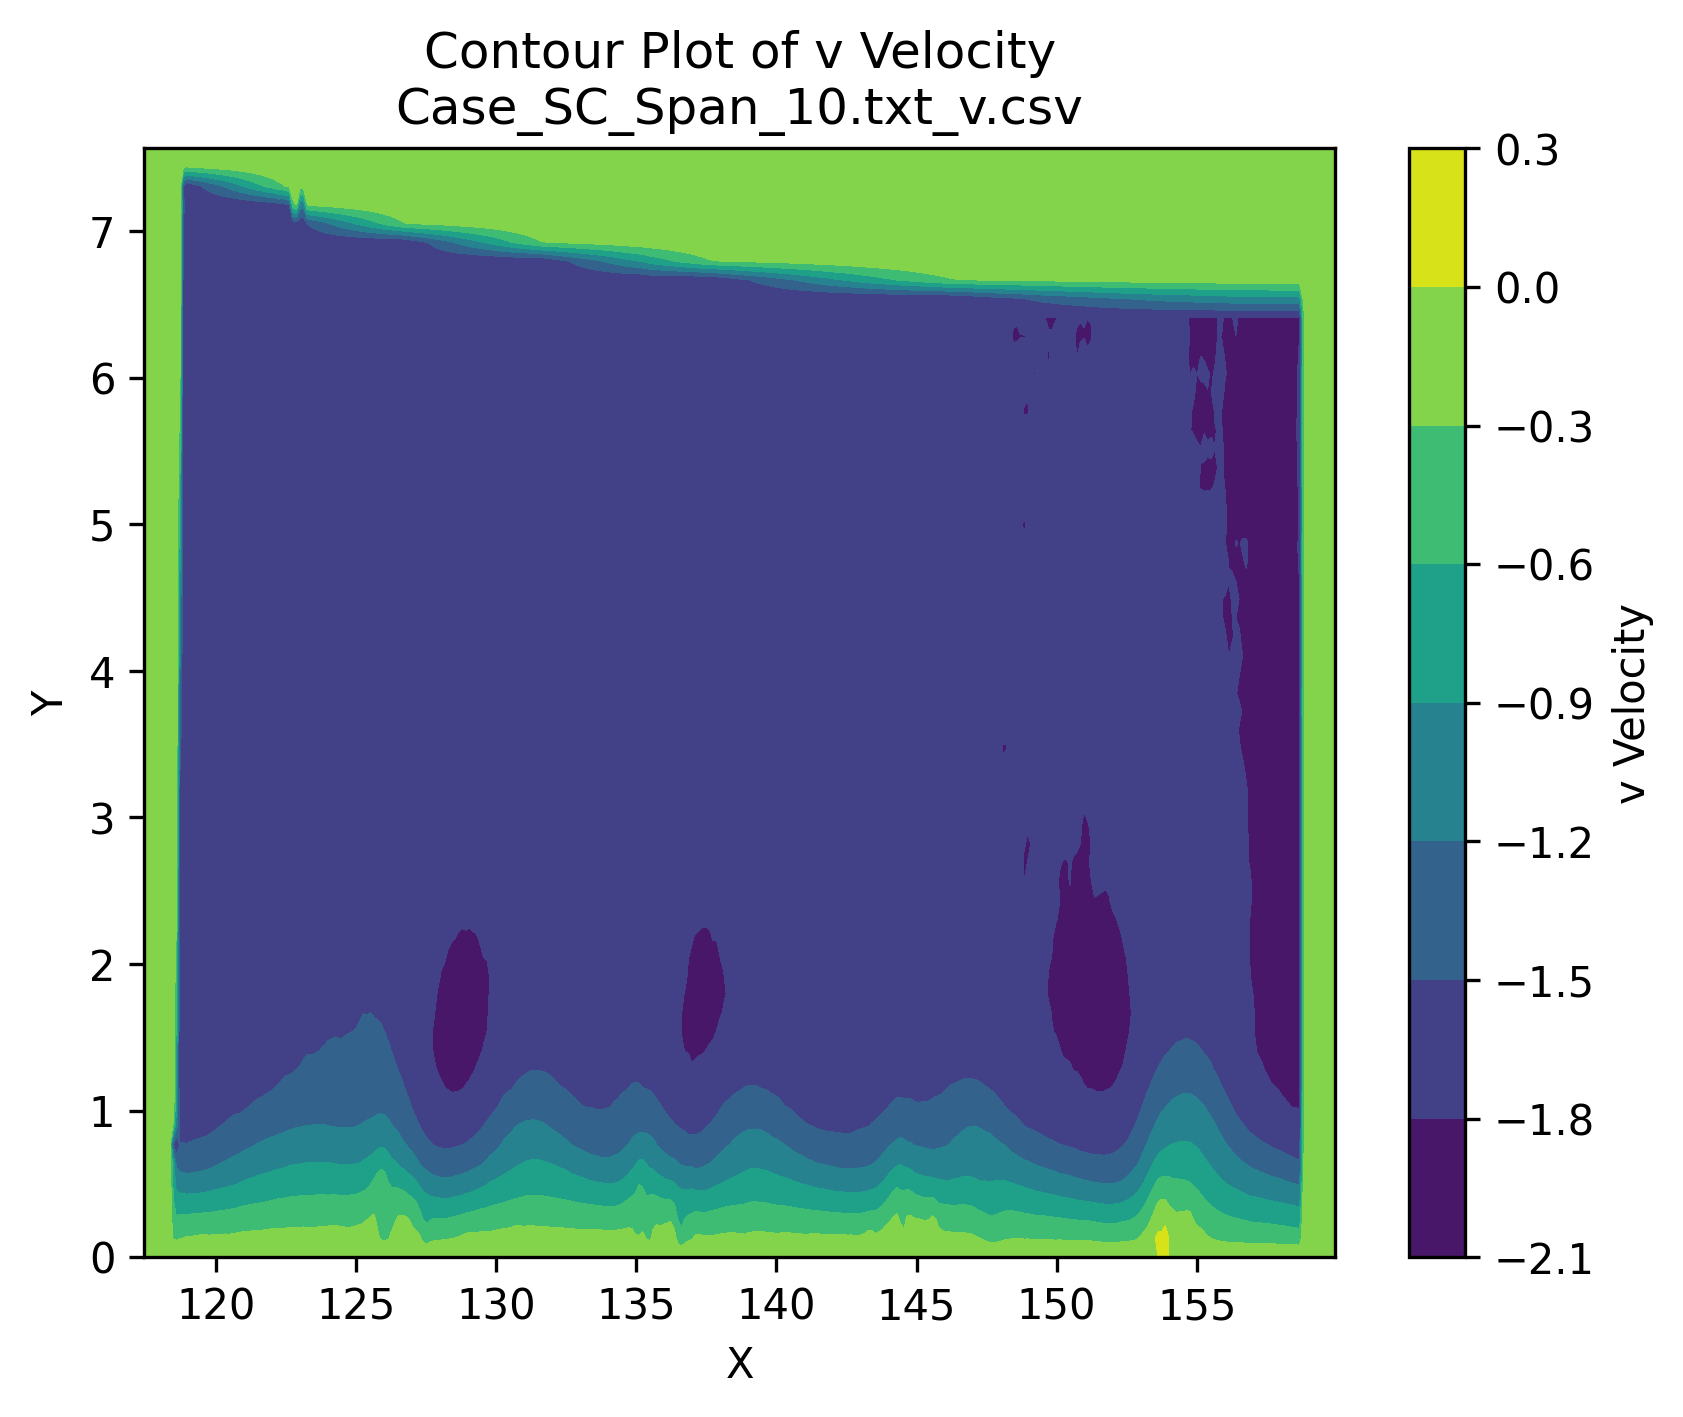 Contour Plot of v Velocity
Case_SC_Span_10.txt_v.csv
7
6
5
4
3
2
1
0
Y
120 125 130 135 140 145 150 155
X
0.3
0.0
−0.3
−0.6
−0.9
−1.2
−1.5
−1.8
−2.1
v Velocity